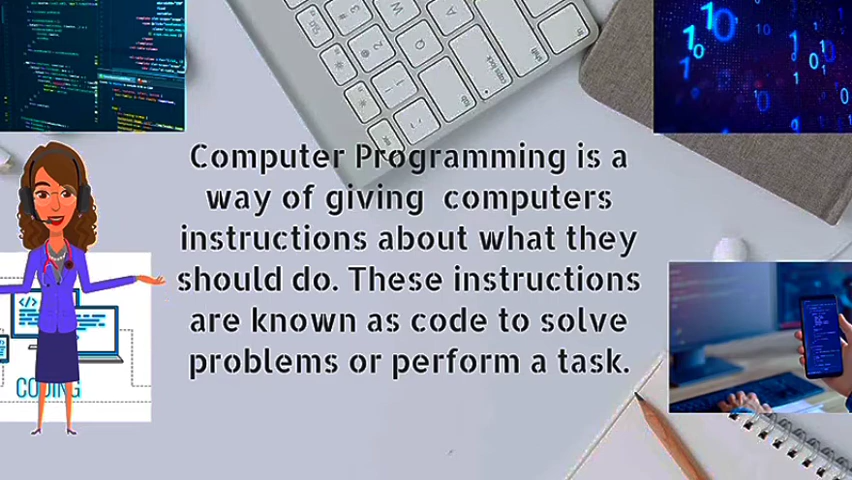 Computer Programming is a
way of giving computers
instructions about what they
should do. These instructions
are known as code to solve
problems or perform a task.
</>
CODING